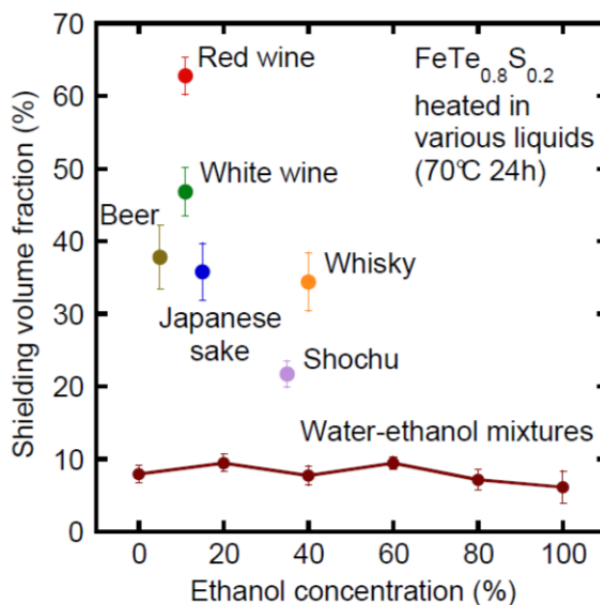 Shielding volume fraction (%)
70
60
50
40
30
20
10
0
Red wine
FeTe0.8S0.2
heated in
various liquids
(70℃ 24h)
White wine
Beer
Whisky
Japanese
sake
Shochu
Water-ethanol mixtures
0 20 40 60 80 100
Ethanol concentration (%)